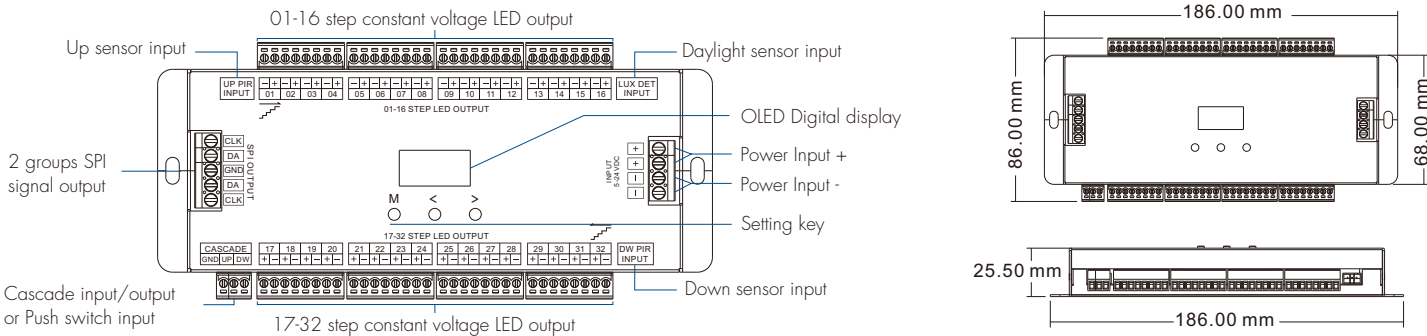 01-16 step constant voltage LED output
Up sensor input
Daylight sensor input
UP PIR INPUT
- + - + - + - +
01 02 03 04
- + - + - + - +
05 06 07 08
- + - + - + - +
09 10 11 12
- + - + - + - +
13 14 15 16
LUX DET INPUT
01-16 STEP LED OUTPUT
OLED Digital display
2 groups SPI
signal output
CLK
DA
GND
DA
CLK
SPI OUTPUT
INPUT
5-24VDC
+
+
-
-
Power Input +
Power Input -
M < >
Setting key
17-32 STEP LED OUTPUT
CASCADE
GND UP DW
17 18 19 20
+ - + - + - + -
21 22 23 24
+ - + - + - + -
25 26 27 28
+ - + - + - + -
29 30 31 32
+ - + - + - + -
DW PIR INPUT
Cascade input/output
or Push switch input
Down sensor input
17-32 step constant voltage LED output
186.00 mm
86.00 mm
68.00 mm
25.50 mm
186.00 mm